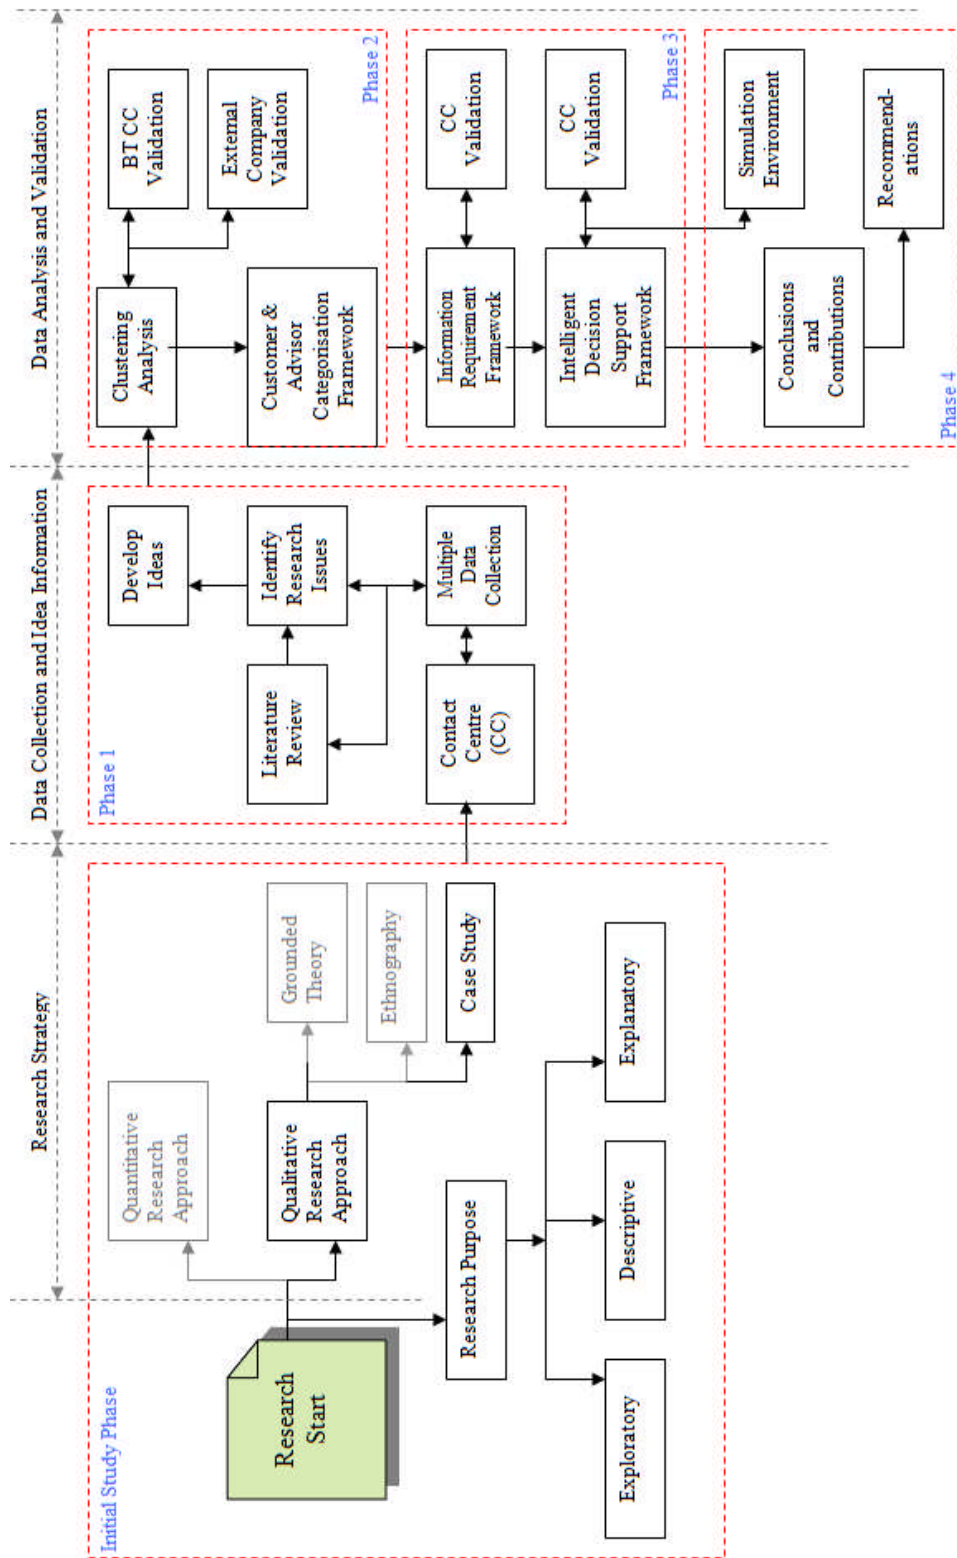 Research Strategy
Data Collection and Idea Information
Data Analysis and Validation
Initial Study Phase
Research
Start
Quantitative
Research
Approach
Qualitative
Research
Approach
Grounded
Theory
Ethnography
Case Study
Research Purpose
Exploratory
Descriptive
Explanatory
Phase 1
Literature
Review
Contact
Centre
(CC)
Develop
Ideas
Identify
Research
Issues
Multiple
Data
Collection
Clustering
Analysis
BT CC
Validation
External
Company
Validation
Customer &
Advisor
Categorisation
Framework
Phase 2
Information
Requirement
Framework
CC
Validation
Intelligent
Decision
Support
Framework
CC
Validation
Phase 3
Conclusions
and
Contributions
Simulation
Environment
Recommend-
ations
Phase 4